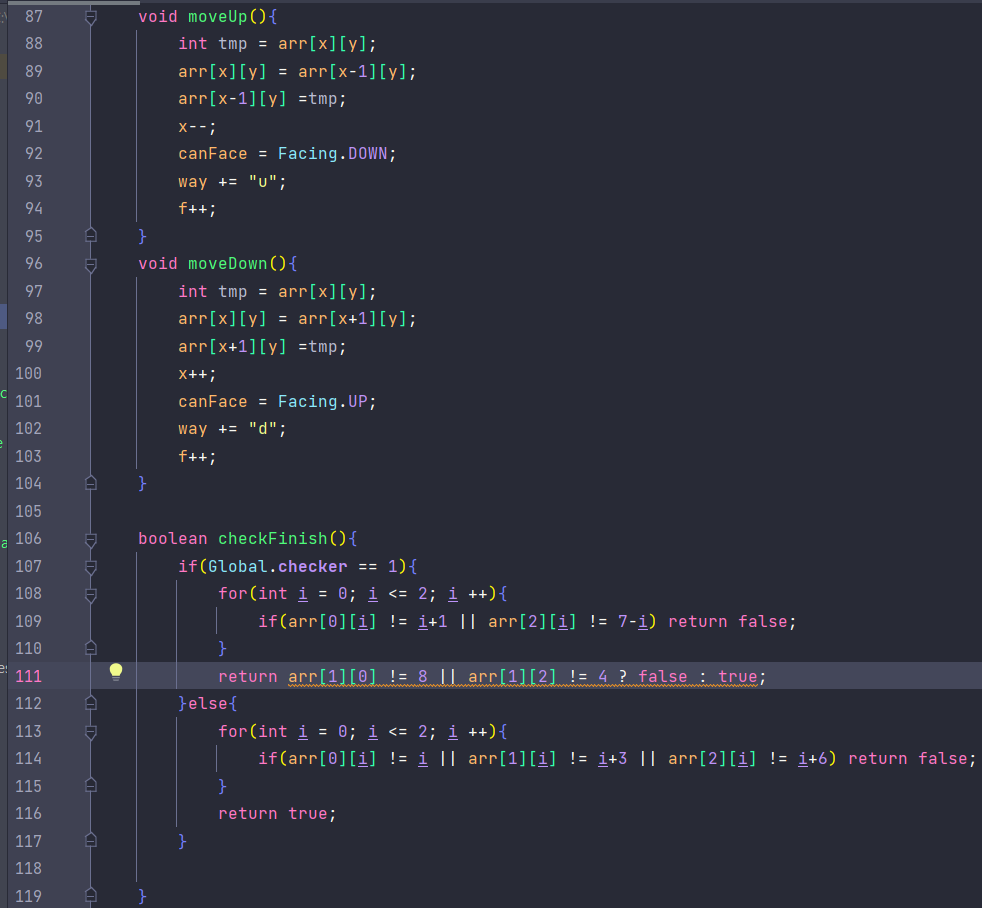 87 void moveUp(){
88 int tmp = arr[x][y];
89 arr[x][y] = arr[x-1][y];
90 arr[x-1][y] =tmp;
91 x--;
92 canFace = Facing.DOWN;
93 way += "u";
94 f++;
95 }
96 void moveDown(){
97 int tmp = arr[x][y];
98 arr[x][y] = arr[x+1][y];
99 arr[x+1][y] =tmp;
100 x++;
101 canFace = Facing.UP;
102 way += "d";
103 f++;
104 }
105
106 boolean checkFinish(){
107 if(Global.checker == 1){
108 for(int i = 0; i <= 2; i ++){
109 if(arr[0][i] != i+1 || arr[2][i] != 7-i) return false;
110 }
111 return arr[1][0] != 8 || arr[1][2] != 4 ? false : true;
112 }else{
113 for(int i = 0; i <= 2; i ++){
114 if(arr[0][i] != i || arr[1][i] != i+3 || arr[2][i] != i+6) return false;
115 }
116 return true;
117 }
118
119 }